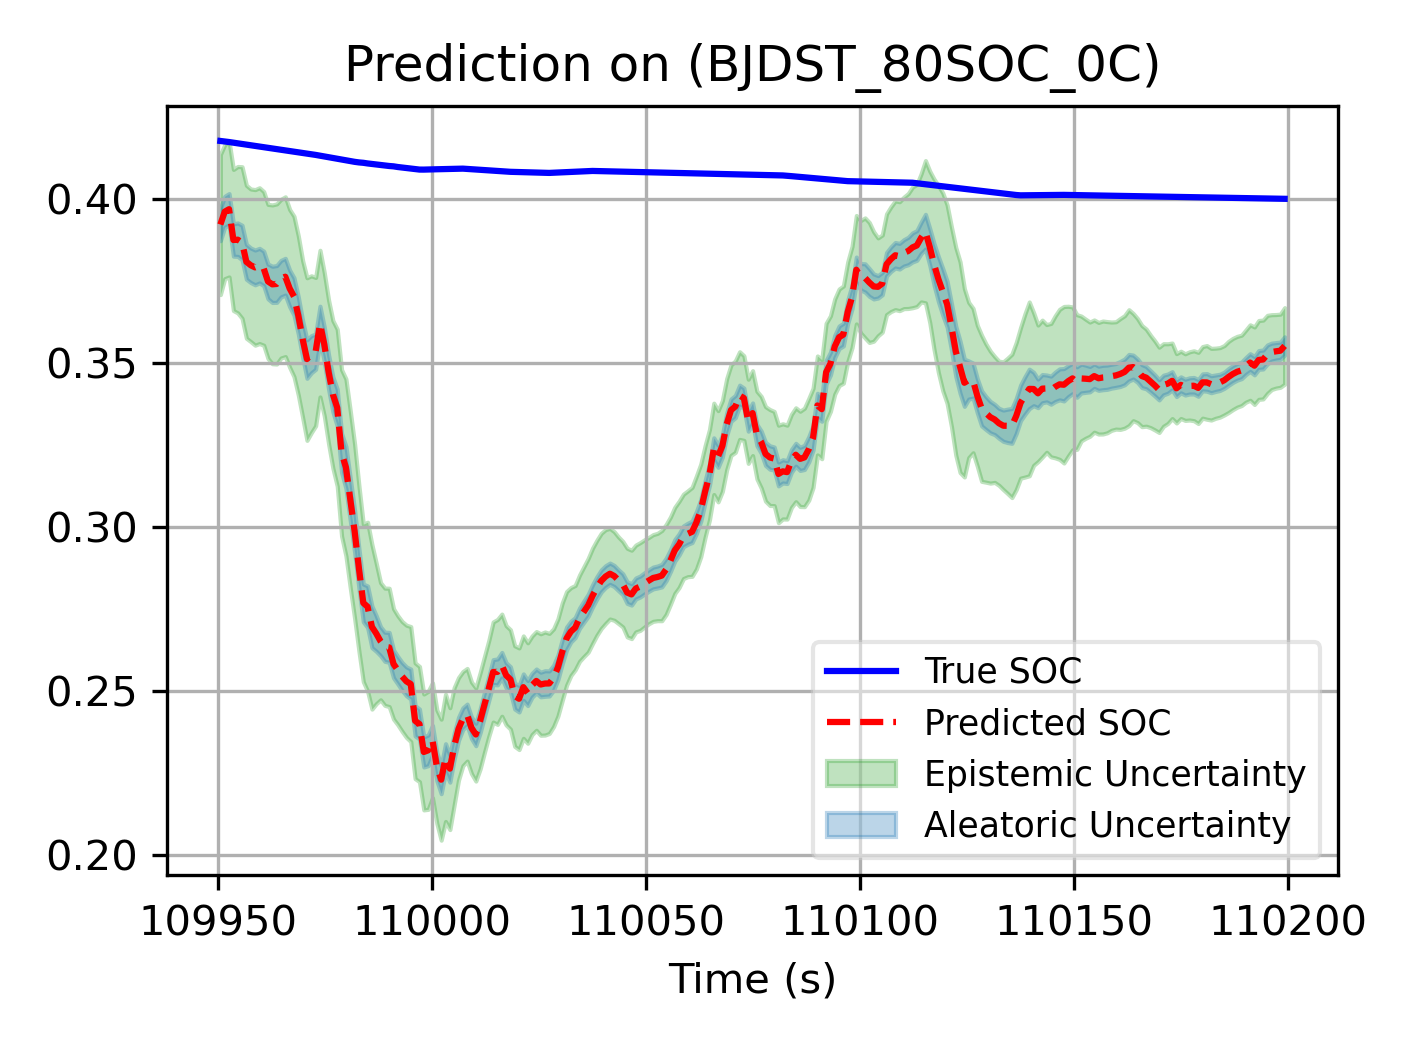 Prediction on (BJDST_80SOC_0C)
0.40
0.35
0.30
0.25
0.20
True SOC
Predicted SOC
Epistemic Uncertainty
Aleatoric Uncertainty
109950 110000 110050 110100 110150 110200
Time (s)